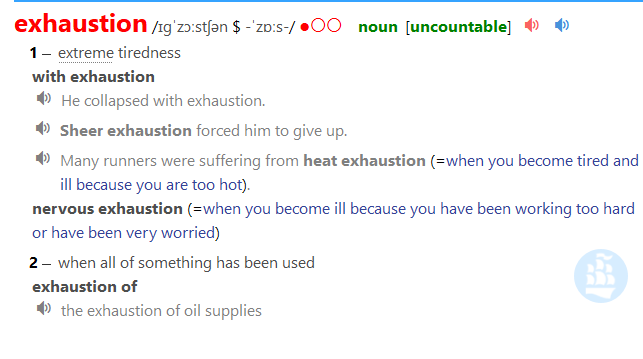 exhaustion /ɪɡˈzɔːstʃən $ -ˈzɒːs-/ ●○○ noun [uncountable]
1 – extreme tiredness
with exhaustion
He collapsed with exhaustion.
Sheer exhaustion forced him to give up.
Many runners were suffering from heat exhaustion (=when you become tired and
ill because you are too hot).
nervous exhaustion (=when you become ill because you have been working too hard
or have been very worried)
2 – when all of something has been used
exhaustion of
the exhaustion of oil supplies